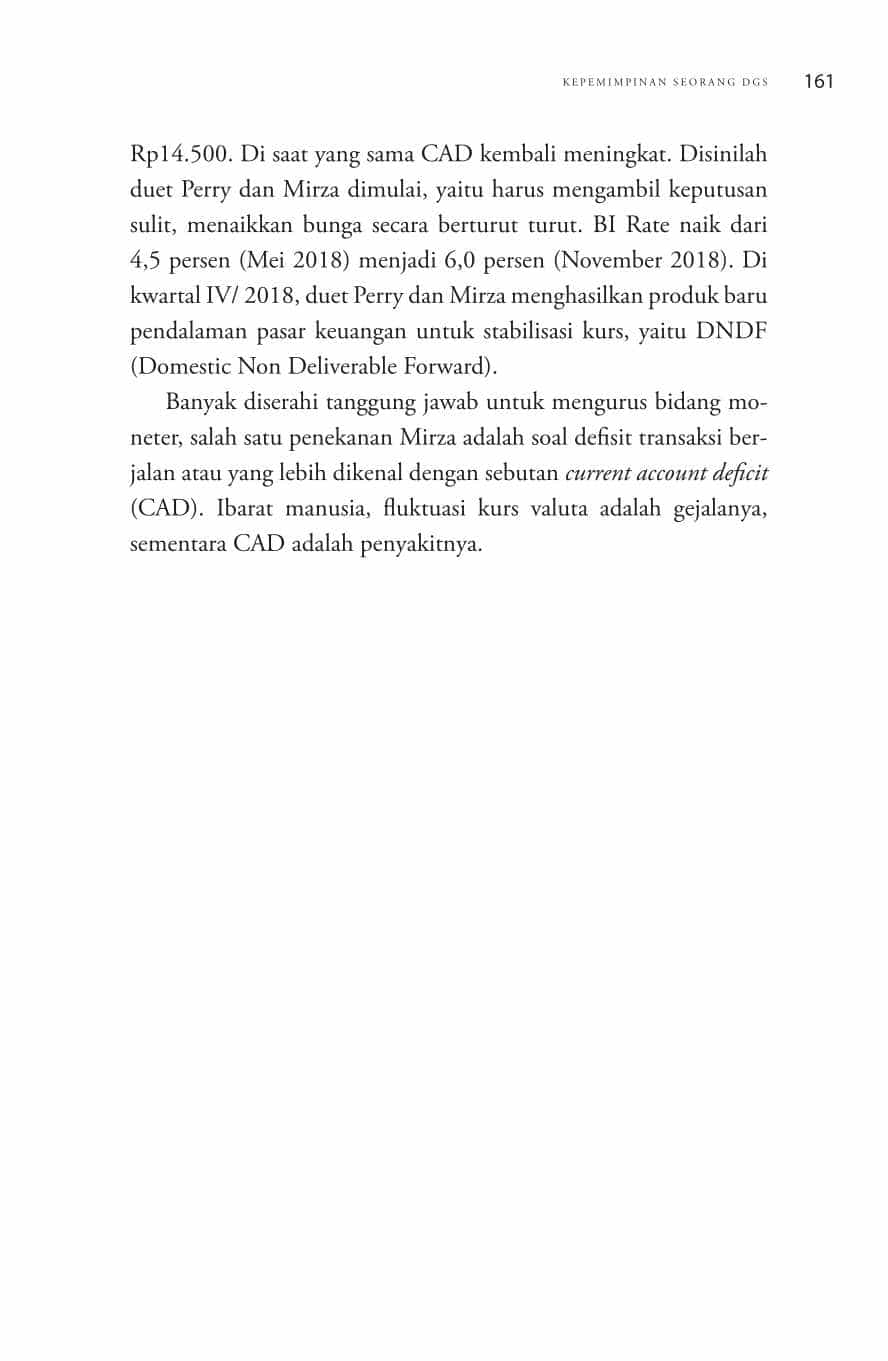 KEPEMIMPINAN SEORANG DGS 161
Rp14.500. Di saat yang sama CAD kembali meningkat. Disinilah
duet Perry dan Mirza dimulai, yaitu harus mengambil keputusan
sulit, menaikkan bunga secara berturut turut. BI Rate naik dari
4,5 persen (Mei 2018) menjadi 6,0 persen (November 2018). Di
kwartal IV/ 2018, duet Perry dan Mirza menghasilkan produk baru
pendalaman pasar keuangan untuk stabilisasi kurs, yaitu DNDF
(Domestic Non Deliverable Forward).
Banyak diserahi tanggung jawab untuk mengurus bidang mo-
neter, salah satu penekanan Mirza adalah soal defisit transaksi ber-
jalan atau yang lebih dikenal dengan sebutan current account deficit
(CAD). Ibarat manusia, fluktuasi kurs valuta adalah gejalanya,
sementara CAD adalah penyakitnya.